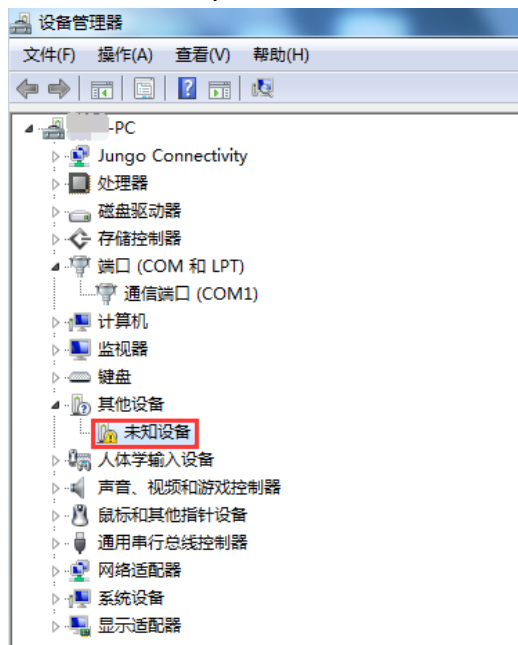 设备管理器
文件(F) 操作(A) 查看(V) 帮助(H)
-PC
Jungo Connectivity
处理器
磁盘驱动器
存储控制器
端口 (COM 和 LPT)
通信端口 (COM1)
计算机
监视器
键盘
其他设备
未知设备
人体学输入设备
声音、视频和游戏控制器
鼠标和其他指针设备
通用串行总线控制器
网络适配器
系统设备
显示适配器